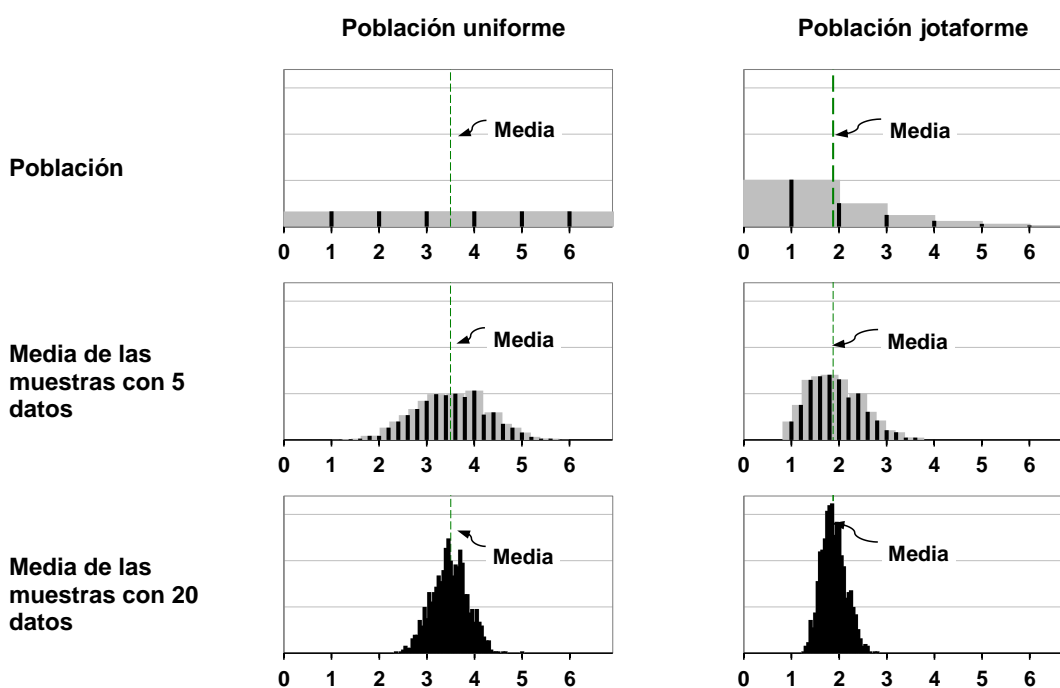 Población uniforme
Población jotaforme
Población
Media
0 1 2 3 4 5 6
Media
0 1 2 3 4 5 6
Media de las
muestras con 5
datos
Media
0 1 2 3 4 5 6
Media
0 1 2 3 4 5 6
Media de las
muestras con 20
datos
Media
0 1 2 3 4 5 6
Media
0 1 2 3 4 5 6